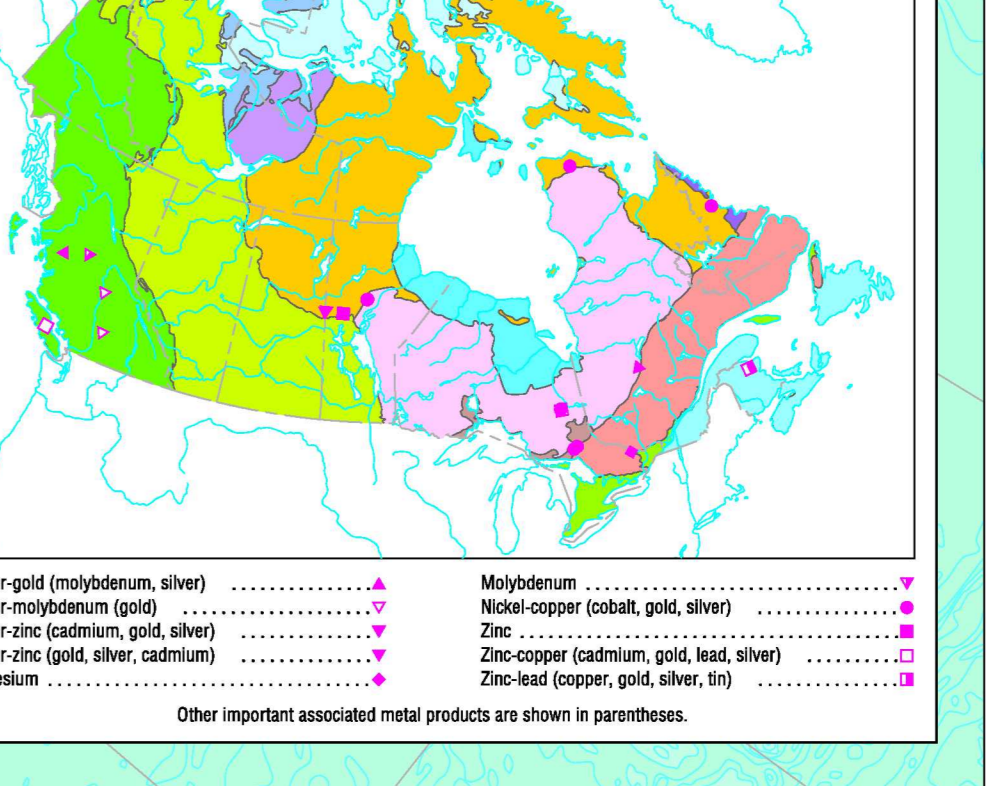 r-gold (molybdenum, silver) ..................
r-molybdenum (gold) ........................
r-zinc (cadmium, gold, silver) .................
r-zinc (gold, silver, cadmium) .................
esium ..........................................
Molybdenum ..........................................
Nickel-copper (cobalt, gold, silver) ..................
Zinc ..................................................
Zinc-copper (cadmium, gold, lead, silver) ...........
Zinc-lead (copper, gold, silver, tin) ..................
Other important associated metal products are shown in parentheses.